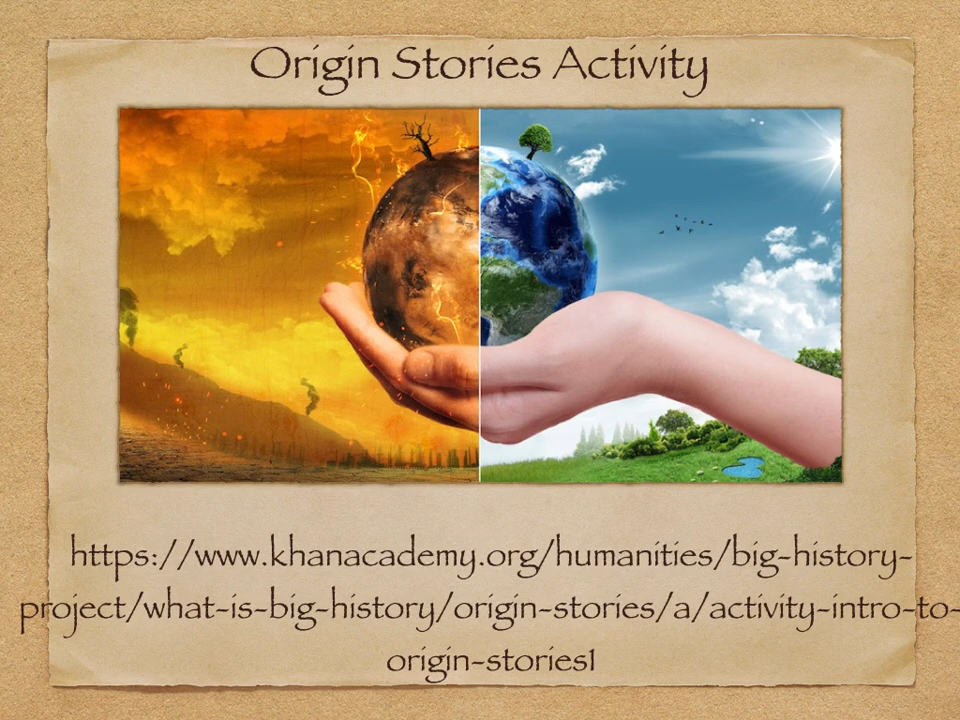 Origin Stories Activity
https://www.khanacademy.org/humanities/big-history-
project/what-is-big-history/origin-stories/a/activity-intro-to-
origin-stories1